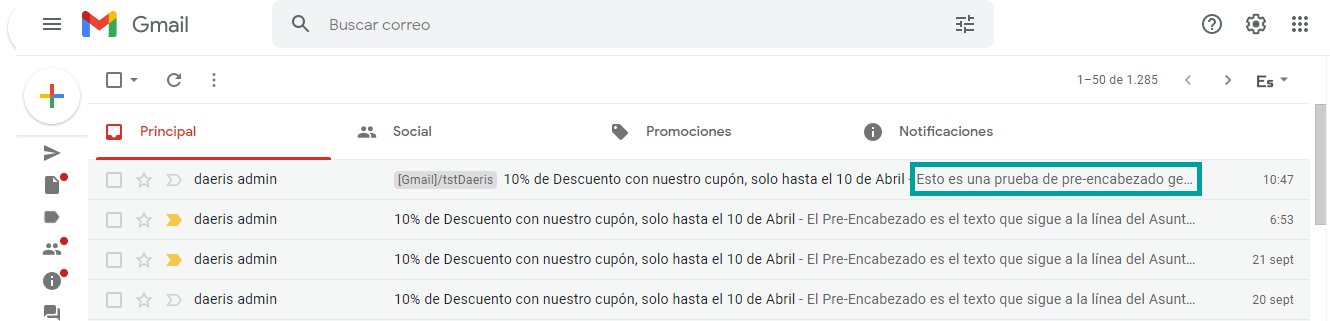 Gmail Buscar correo
1–50 de 1.285 Es
Principal Social Promociones Notificaciones
daeris admin [Gmail]/tstDaeris 10% de Descuento con nuestro cupón, solo hasta el 10 de Abril - Esto es una prueba de pre-encabezado ge... 10:47
daeris admin 10% de Descuento con nuestro cupón, solo hasta el 10 de Abril - El Pre-Encabezado es el texto que sigue a la línea del Asunt... 6:53
daeris admin 10% de Descuento con nuestro cupón, solo hasta el 10 de Abril - El Pre-Encabezado es el texto que sigue a la línea del Asunt... 21 sept
daeris admin 10% de Descuento con nuestro cupón, solo hasta el 10 de Abril - El Pre-Encabezado es el texto que sigue a la línea del Asunt... 20 sept